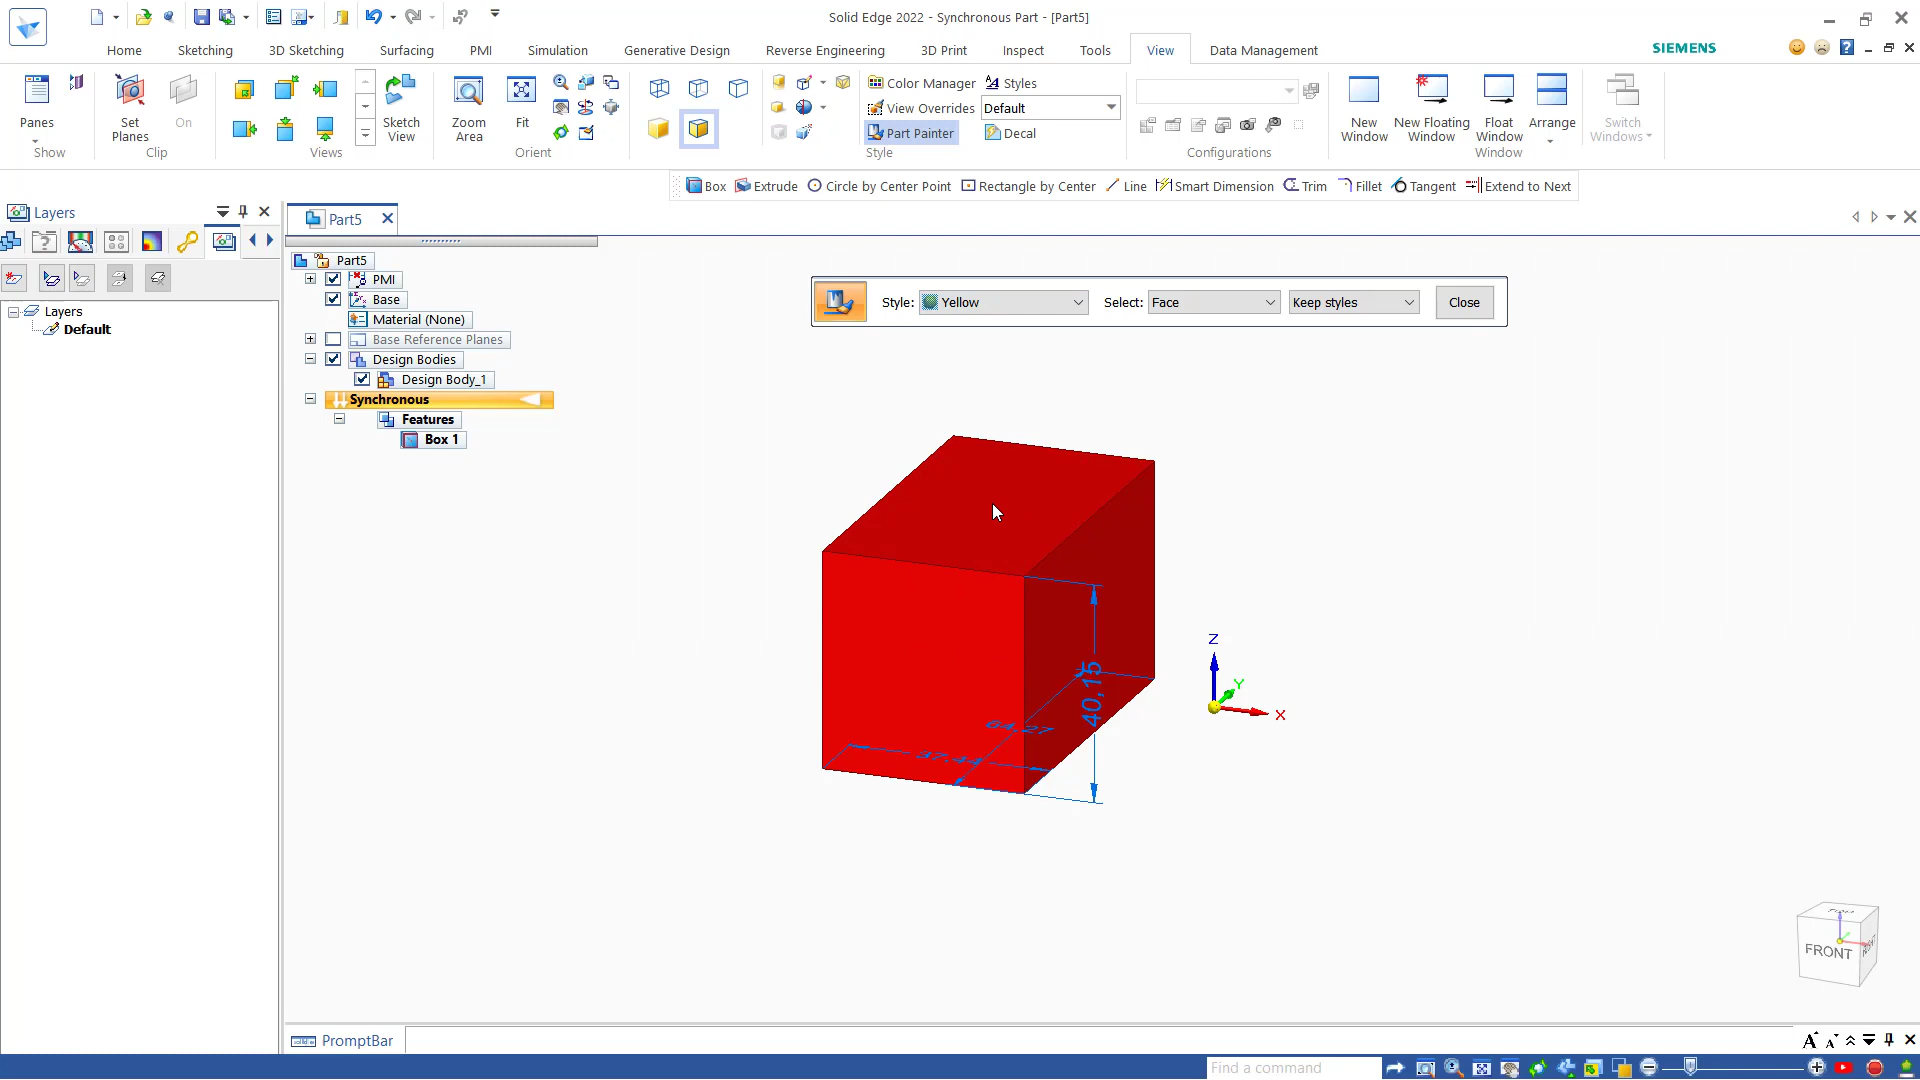 Solid Edge 2022 - Synchronous Part - [Part5]
Home Sketching 3D Sketching Surfacing PMI Simulation Generative Design Reverse Engineering 3D Print Inspect Tools View Data Management
SIEMENS
Panes
Show
Set Planes
On
Clip
Views
Sketch View
Zoom Area
Fit
Orient
Color Manager
Styles
View Overrides
Default
Part Painter
Decal
Style
Configurations
New Window
New Floating Window
Float Window
Arrange
Window
Switch Windows
Box Extrude Circle by Center Point Rectangle by Center Line Smart Dimension Trim Fillet Tangent Extend to Next
Layers
Part5
Layers
Default
Part5
PMI
Base
Material (None)
Base Reference Planes
Design Bodies
Design Body_1
Synchronous
Features
Box 1
Style: Yellow Select: Face Keep styles Close
40,15
64,27
37,44
Z
Y
X
FRONT
PromptBar
Find a command